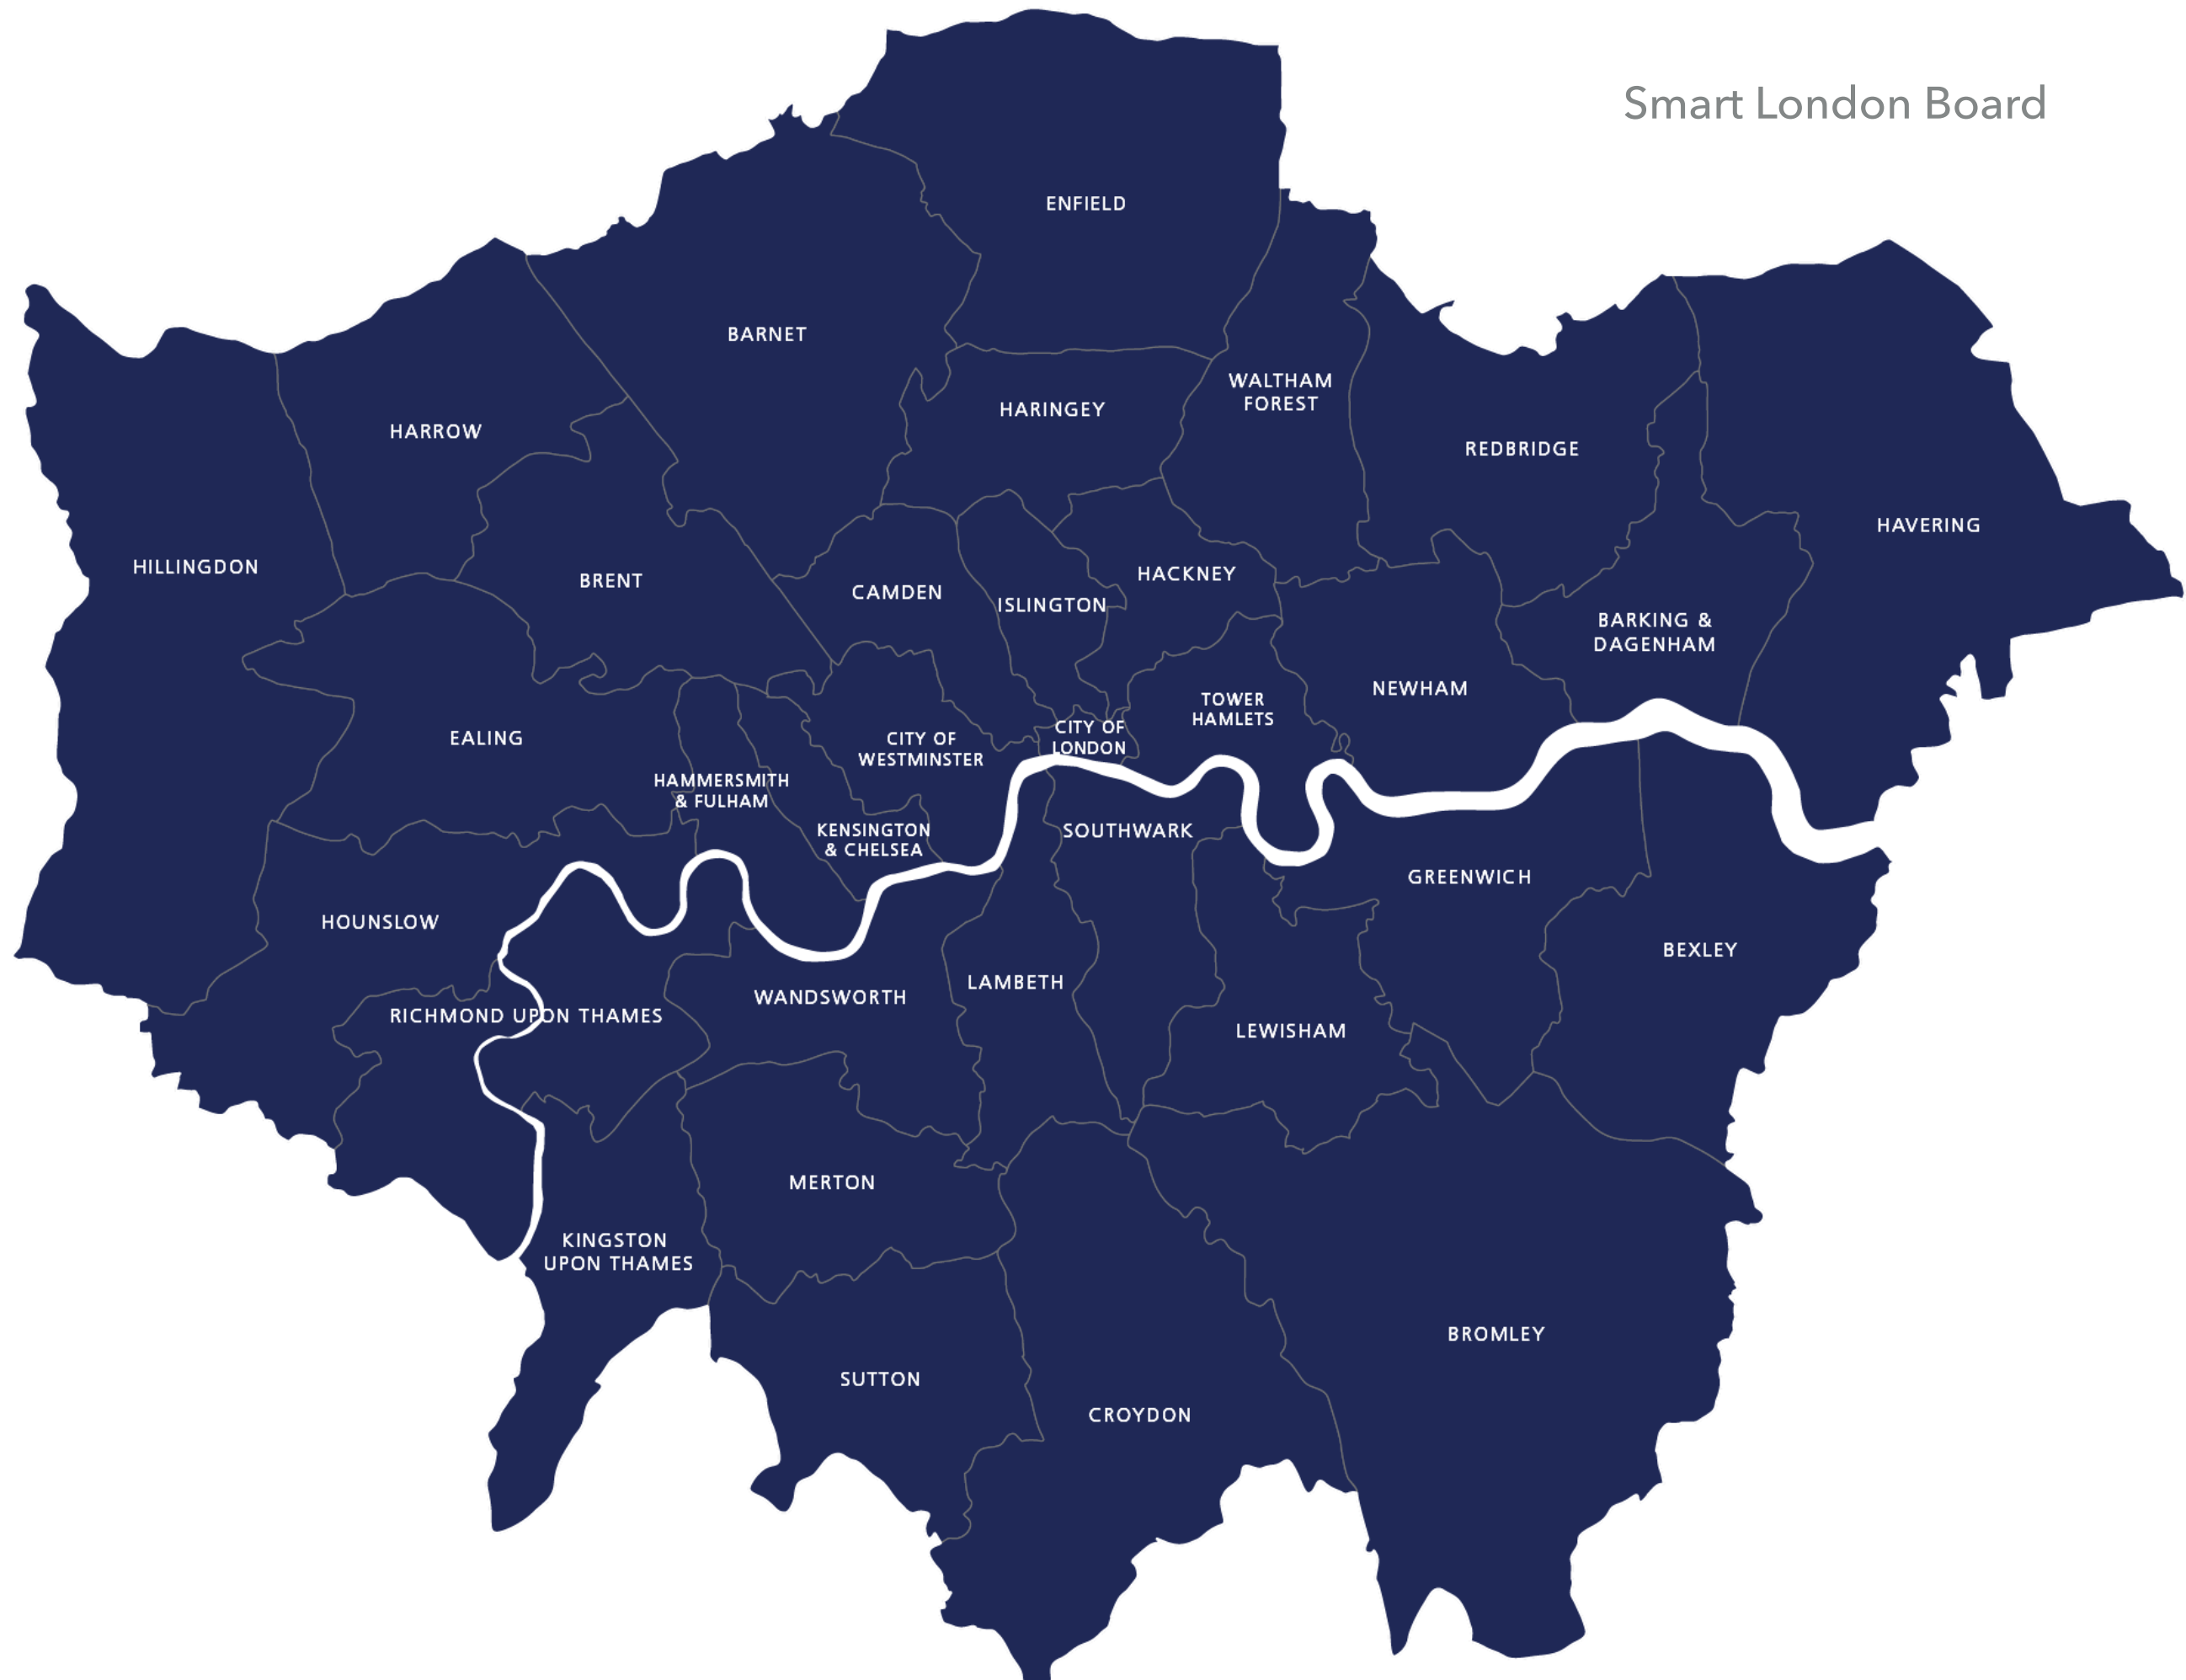 Smart London Board
ENFIELD
BARNET
WALTHAM
FOREST
HARINGEY
HARROW
REDBRIDGE
HAVERING
HILLINGDON
HACKNEY
BRENT
CAMDEN
ISLINGTON
BARKING &
DAGENHAM
NEWHAM
TOWER
HAMLETS
CITY OF
LONDON
EALING
CITY OF
WESTMINSTER
HAMMERSMITH
& FULHAM
KENSINGTON
& CHELSEA
SOUTHWARK
GREENWICH
HOUNSLOW
BEXLEY
LAMBETH
WANDSWORTH
RICHMOND UPON THAMES
LEWISHAM
MERTON
KINGSTON
UPON THAMES
BROMLEY
SUTTON
CROYDON